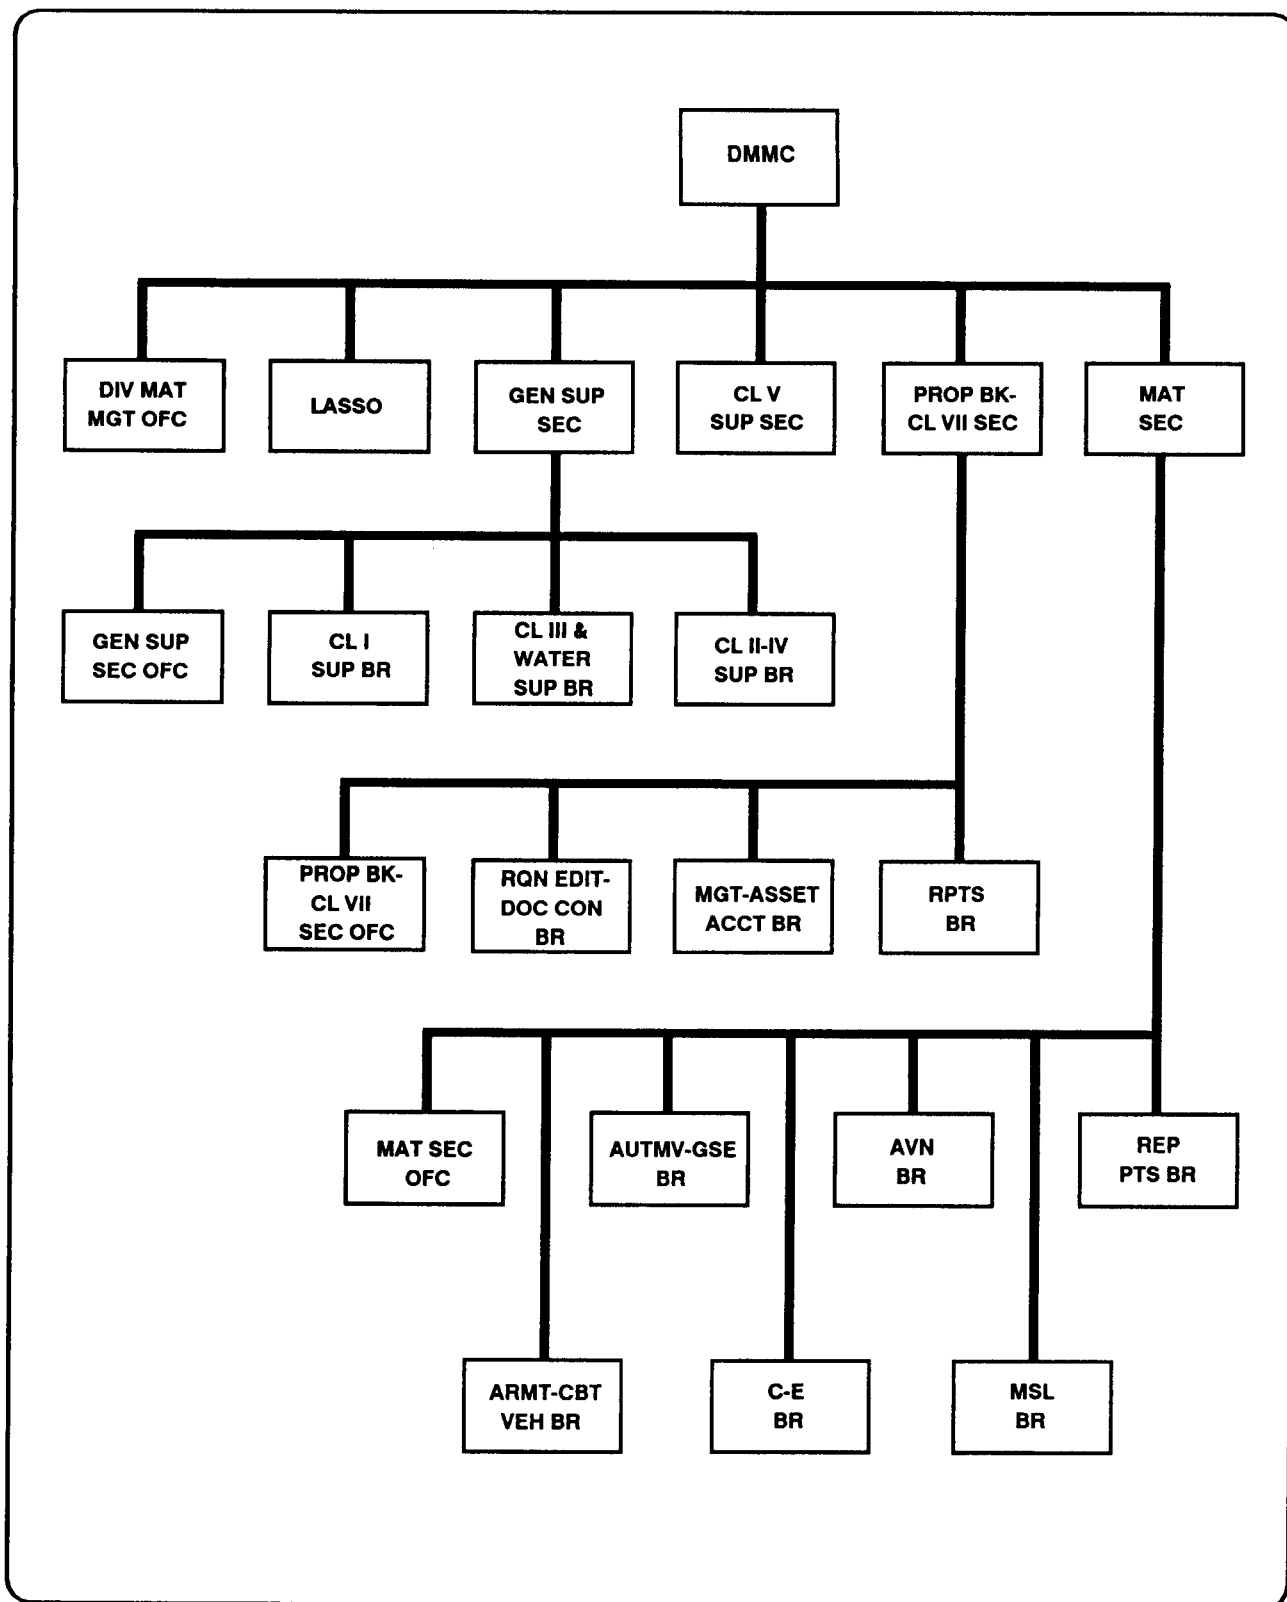 DMMC
DIV MAT
MGT OFC
LASSO
GEN SUP
SEC
CL V
SUP SEC
PROP BK-
CL VII SEC
MAT
SEC
GEN SUP
SEC OFC
CL I
SUP BR
CL III &
WATER
SUP BR
CL II-IV
SUP BR
PROP BK-
CL VII
SEC OFC
RQN EDIT-
DOC CON
BR
MGT-ASSET
ACCT BR
RPTS
BR
MAT SEC
OFC
AUTMV-GSE
BR
AVN
BR
REP
PTS BR
ARMT-CBT
VEH BR
C-E
BR
MSL
BR